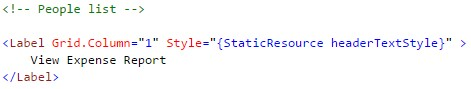 <!-- People list -->
<Label Grid.Column="1" Style="{StaticResource headerTextStyle}" >
View Expense Report
</Label>